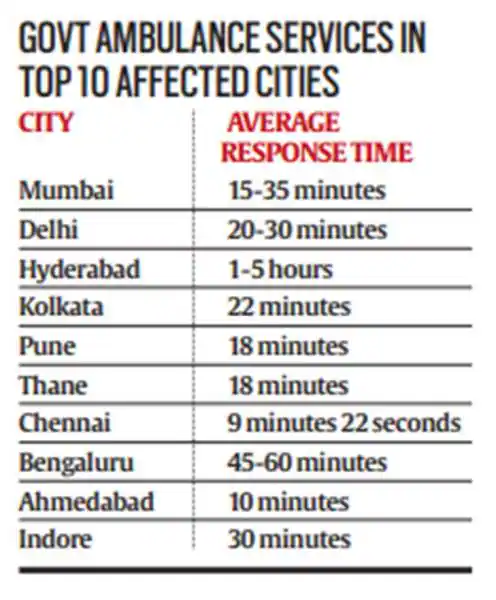 GOVT AMBULANCE SERVICES IN
TOP 10 AFFECTED CITIES
CITY AVERAGE
RESPONSE TIME
Mumbai 15-35 minutes
Delhi 20-30 minutes
Hyderabad 1-5 hours
Kolkata 22 minutes
Pune 18 minutes
Thane 18 minutes
Chennai 9 minutes 22 seconds
Bengaluru 45-60 minutes
Ahmedabad 10 minutes
Indore 30 minutes